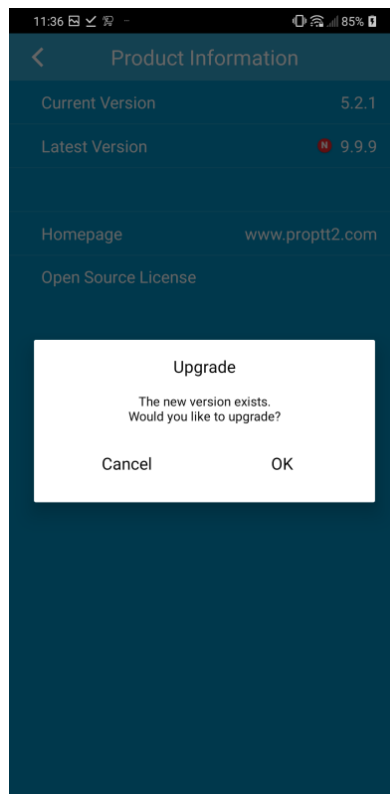 11:36 85%
Product Information
Current Version 5.2.1
Latest Version N 9.9.9
Homepage www.proptt2.com
Open Source License
Upgrade
The new version exists.
Would you like to upgrade?
Cancel OK